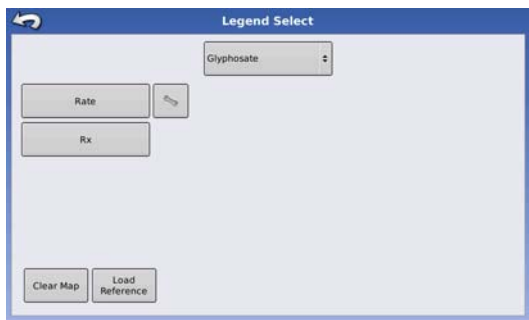 Legend Select
Glyphosate
Rate
Rx
Clear Map
Load
Reference